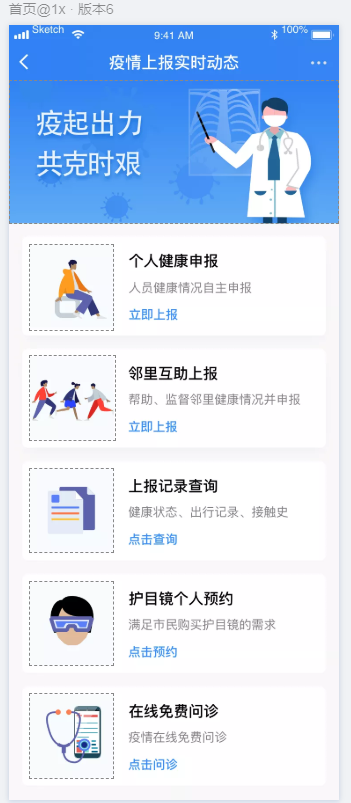 首页@1x · 版本6
Sketch
9:41 AM
100%
疫情上报实时动态
疫起出力
共克时艰
个人健康申报
人员健康情况自主申报
立即上报
邻里互助上报
帮助、监督邻里健康情况并申报
立即上报
上报记录查询
健康状态、出行记录、接触史
点击查询
护目镜个人预约
满足市民购买护目镜的需求
点击预约
在线免费问诊
疫情在线免费问诊
点击问诊